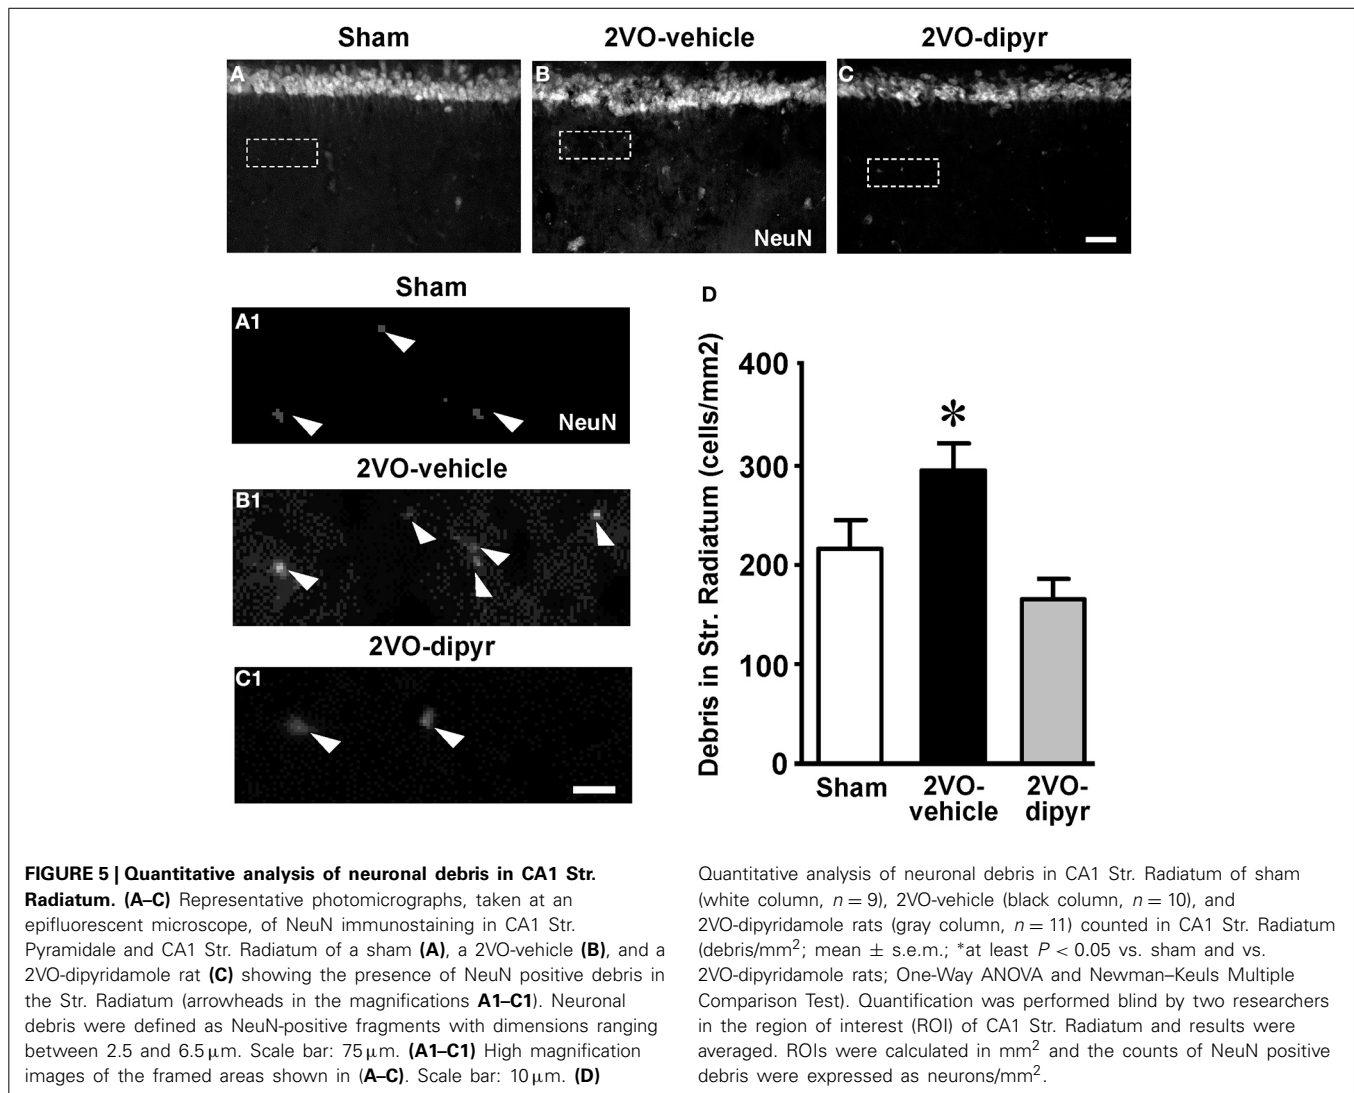 Sham
2VO-vehicle
2VO-dipyr
A
B
C
NeuN
Sham
A1
NeuN
2VO-vehicle
B1
2VO-dipyr
C1
D
Debris in Str. Radiatum (cells/mm2)
400
300
200
100
0
*
Sham
2VO-
vehicle
2VO-
dipyr
FIGURE 5 | Quantitative analysis of neuronal debris in CA1 Str.
Radiatum. (A–C) Representative photomicrographs, taken at an
epifluorescent microscope, of NeuN immunostaining in CA1 Str.
Pyramidale and CA1 Str. Radiatum of a sham (A), a 2VO-vehicle (B), and a
2VO-dipyridamole rat (C) showing the presence of NeuN positive debris in
the Str. Radiatum (arrowheads in the magnifications A1–C1). Neuronal
debris were defined as NeuN-positive fragments with dimensions ranging
between 2.5 and 6.5 μm. Scale bar: 75 μm. (A1–C1) High magnification
images of the framed areas shown in (A–C). Scale bar: 10 μm. (D)
Quantitative analysis of neuronal debris in CA1 Str. Radiatum of sham
(white column, n = 9), 2VO-vehicle (black column, n = 10), and
2VO-dipyridamole rats (gray column, n = 11) counted in CA1 Str. Radiatum
(debris/mm²; mean ± s.e.m.; *at least P < 0.05 vs. sham and vs.
2VO-dipyridamole rats; One-Way ANOVA and Newman–Keuls Multiple
Comparison Test). Quantification was performed blind by two researchers
in the region of interest (ROI) of CA1 Str. Radiatum and results were
averaged. ROIs were calculated in mm² and the counts of NeuN positive
debris were expressed as neurons/mm².